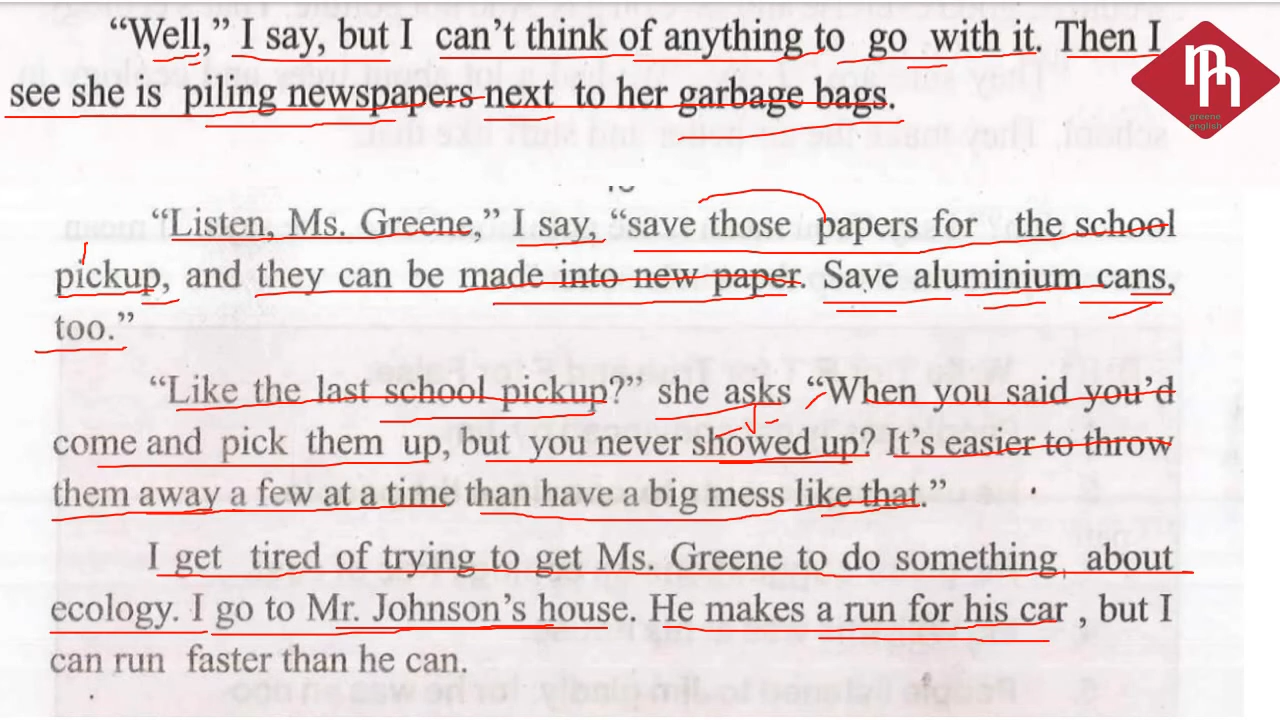 “Well,” I say, but I can’t think of anything to go with it. Then I
see she is piling newspapers next to her garbage bags.
greene
english
“Listen, Ms. Greene,” I say, “save those papers for the school
pickup, and they can be made into new paper. Save aluminium cans,
too.”
“Like the last school pickup?” she asks “When you said you’d
come and pick them up, but you never showed up? It’s easier to throw
them away a few at a time than have a big mess like that.”
I get tired of trying to get Ms. Greene to do something about
ecology. I go to Mr. Johnson’s house. He makes a run for his car , but I
can run faster than he can.